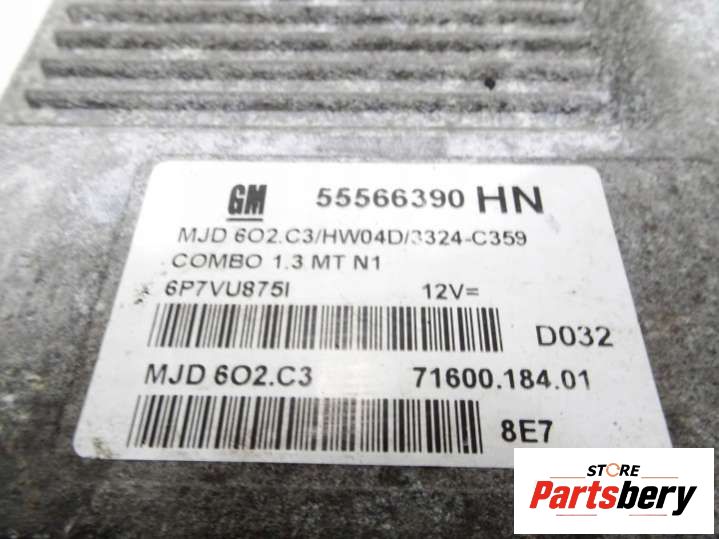 GM 55566390 HN
MJD 6O2.C3/HW04D/3324-C359
COMBO 1.3 MT N1
6P7VU875I 12V=
D032
MJD 6O2.C3 71600.184.01
8E7
STORE
Partsbery